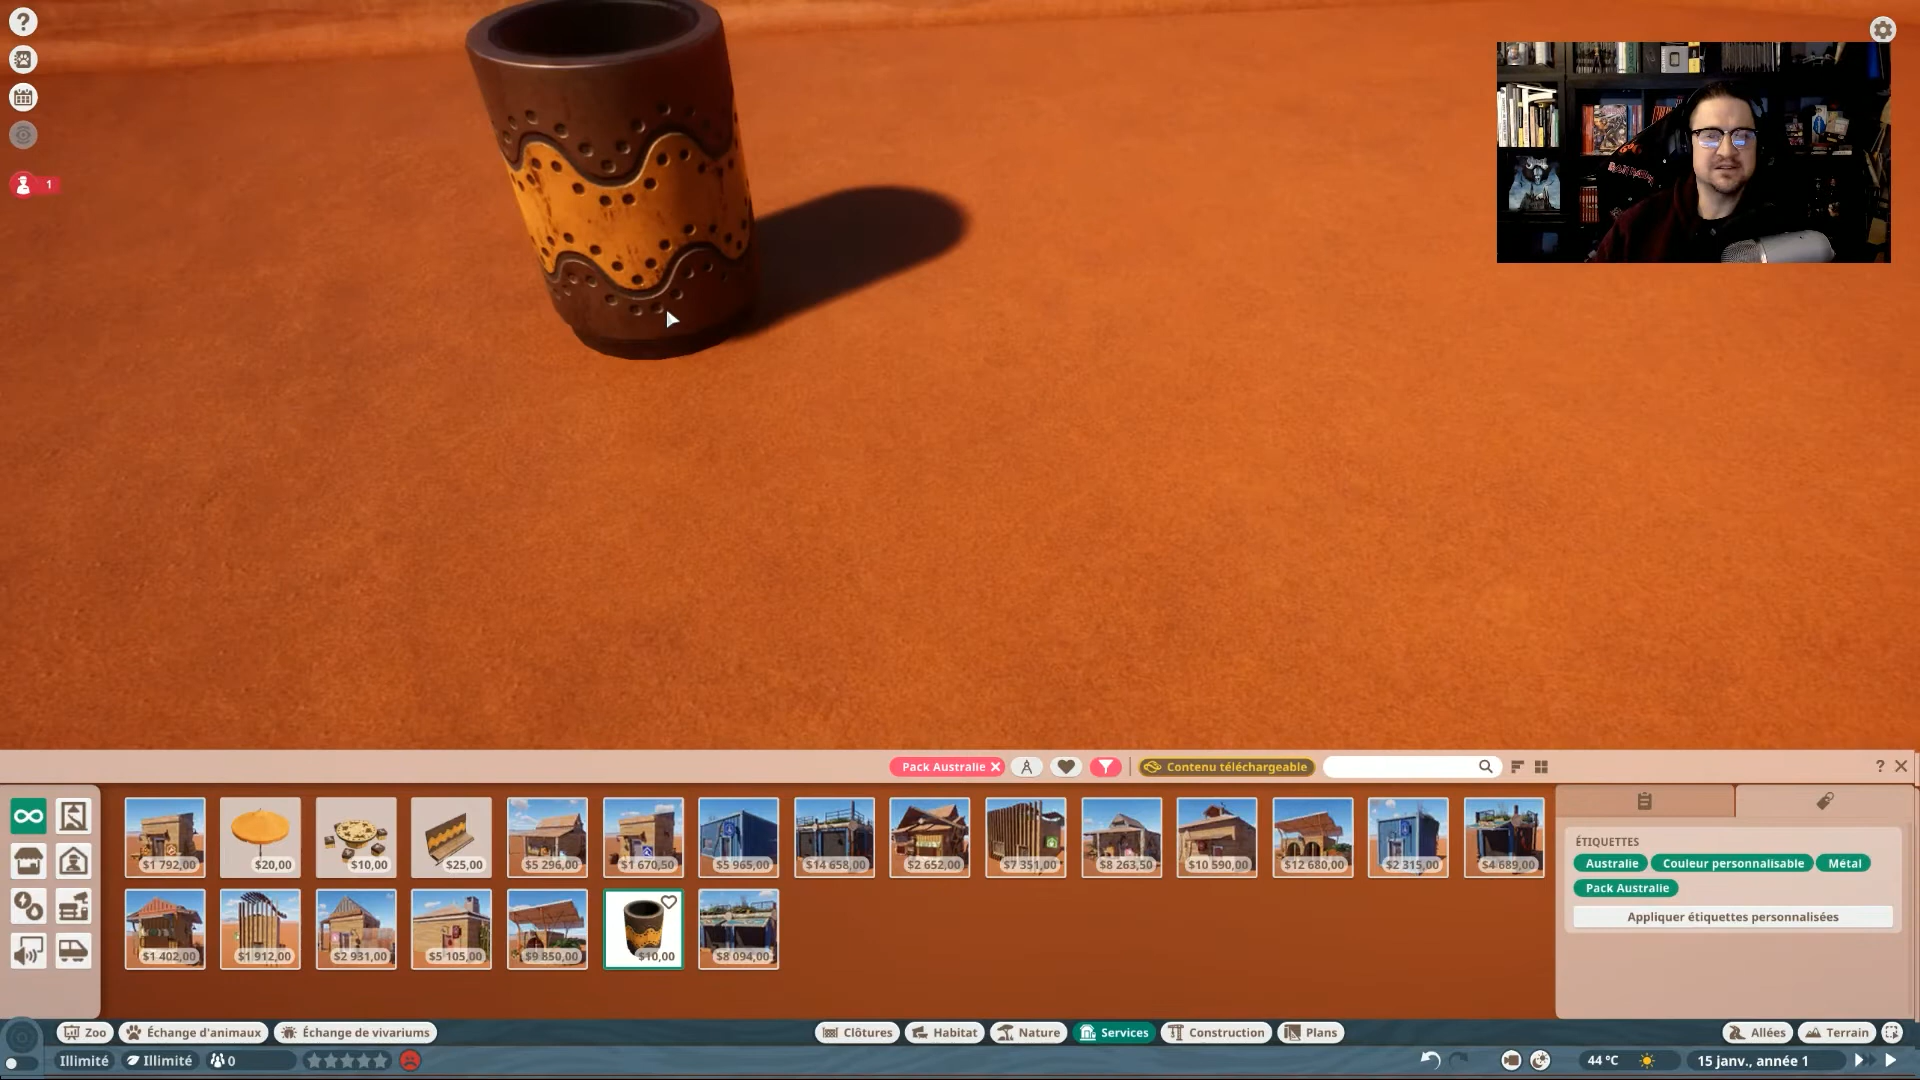 ?
1
IRON MAIDEN
Pack Australie ×
Contenu téléchargeable
? ×
$1 792,00 $20,00 $10,00 $25,00 $5 296,00 $1 670,50 $5 965,00 $14 658,00 $2 652,00 $7 351,00 $8 263,50 $10 590,00 $12 680,00 $2 315,00 $4 689,00
$1 402,00 $1 912,00 $2 931,00 $5 105,00 $9 850,00 $10,00 $8 094,00
ÉTIQUETTES
Australie Couleur personnalisable Métal
Pack Australie
Appliquer étiquettes personnalisées
Zoo Échange d'animaux Échange de vivariums Clôtures Habitat Nature Services Construction Plans Allées Terrain
Illimité Illimité 0 44 °C 15 janv., année 1